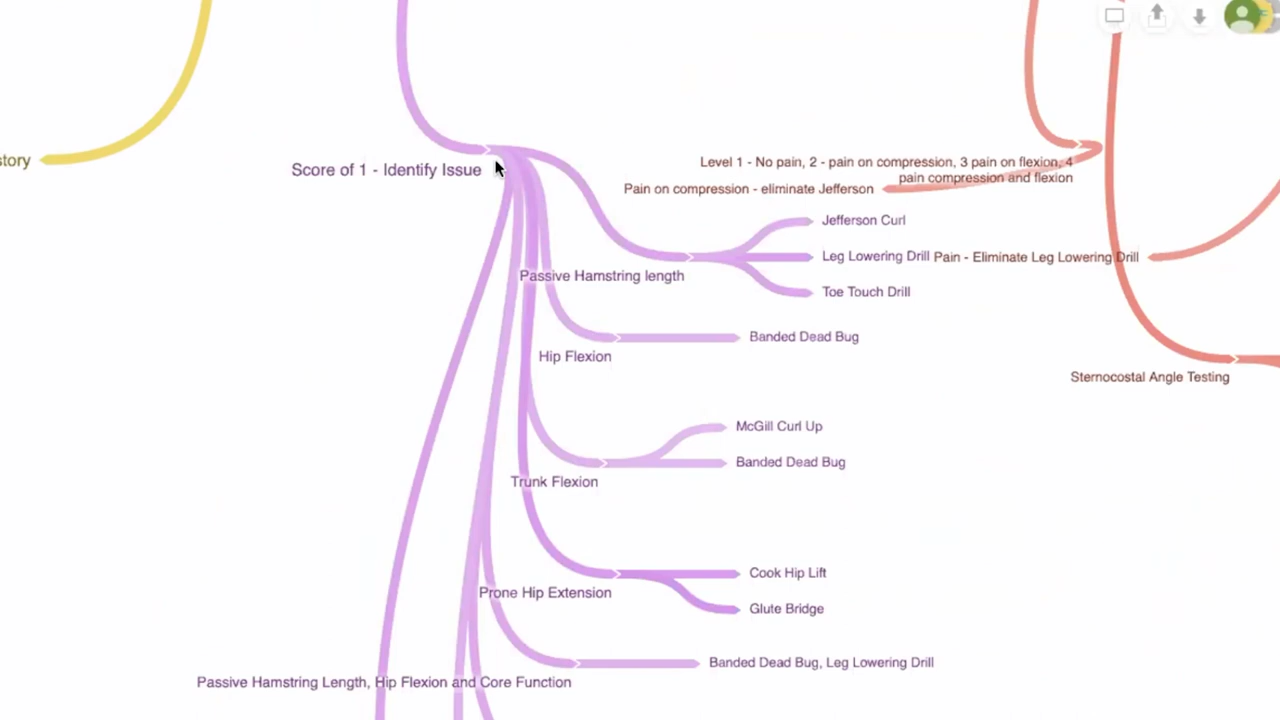 story
Score of 1 - Identify Issue
Level 1 - No pain, 2 - pain on compression, 3 pain on flexion, 4
pain compression and flexion
Pain on compression - eliminate Jefferson
Jefferson Curl
Leg Lowering Drill
Pain - Eliminate Leg Lowering Drill
Passive Hamstring length
Toe Touch Drill
Banded Dead Bug
Hip Flexion
Sternocostal Angle Testing
McGill Curl Up
Banded Dead Bug
Trunk Flexion
Cook Hip Lift
Prone Hip Extension
Glute Bridge
Banded Dead Bug, Leg Lowering Drill
Passive Hamstring Length, Hip Flexion and Core Function